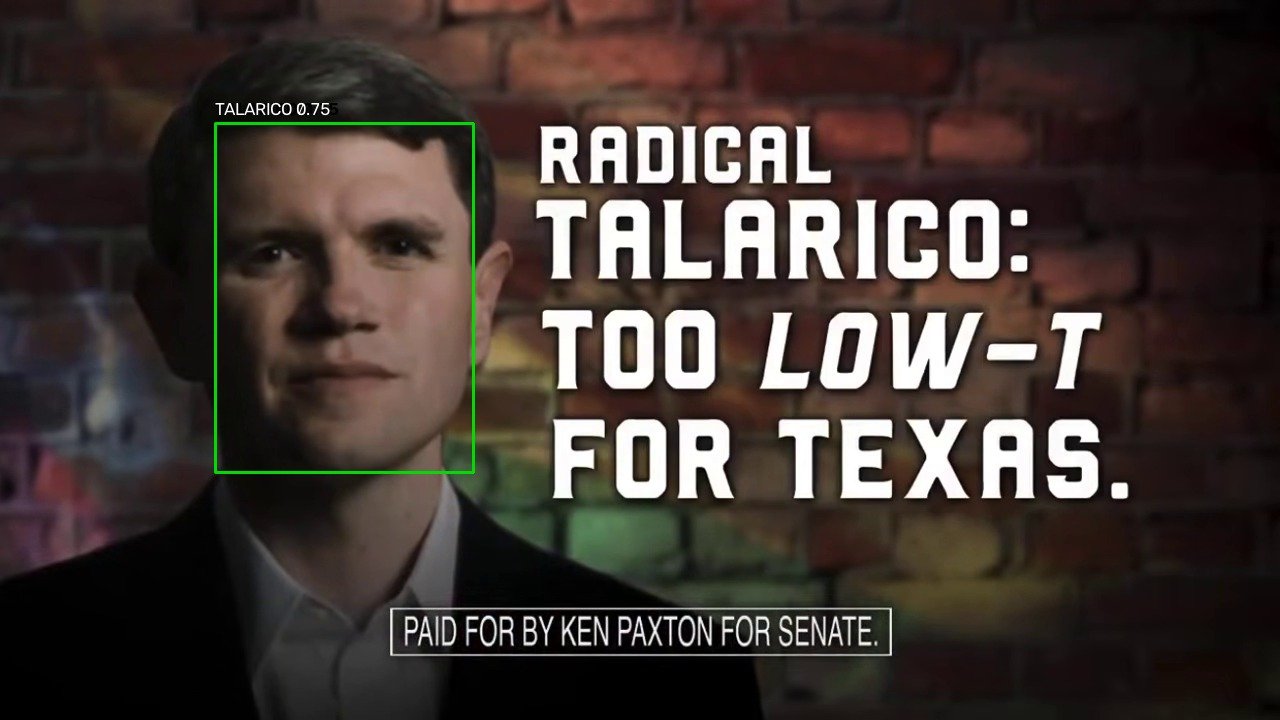 TALARICO 0.75
RADICAL
TALARICO:
TOO LOW-T
FOR TEXAS.
PAID FOR BY KEN PAXTON FOR SENATE.